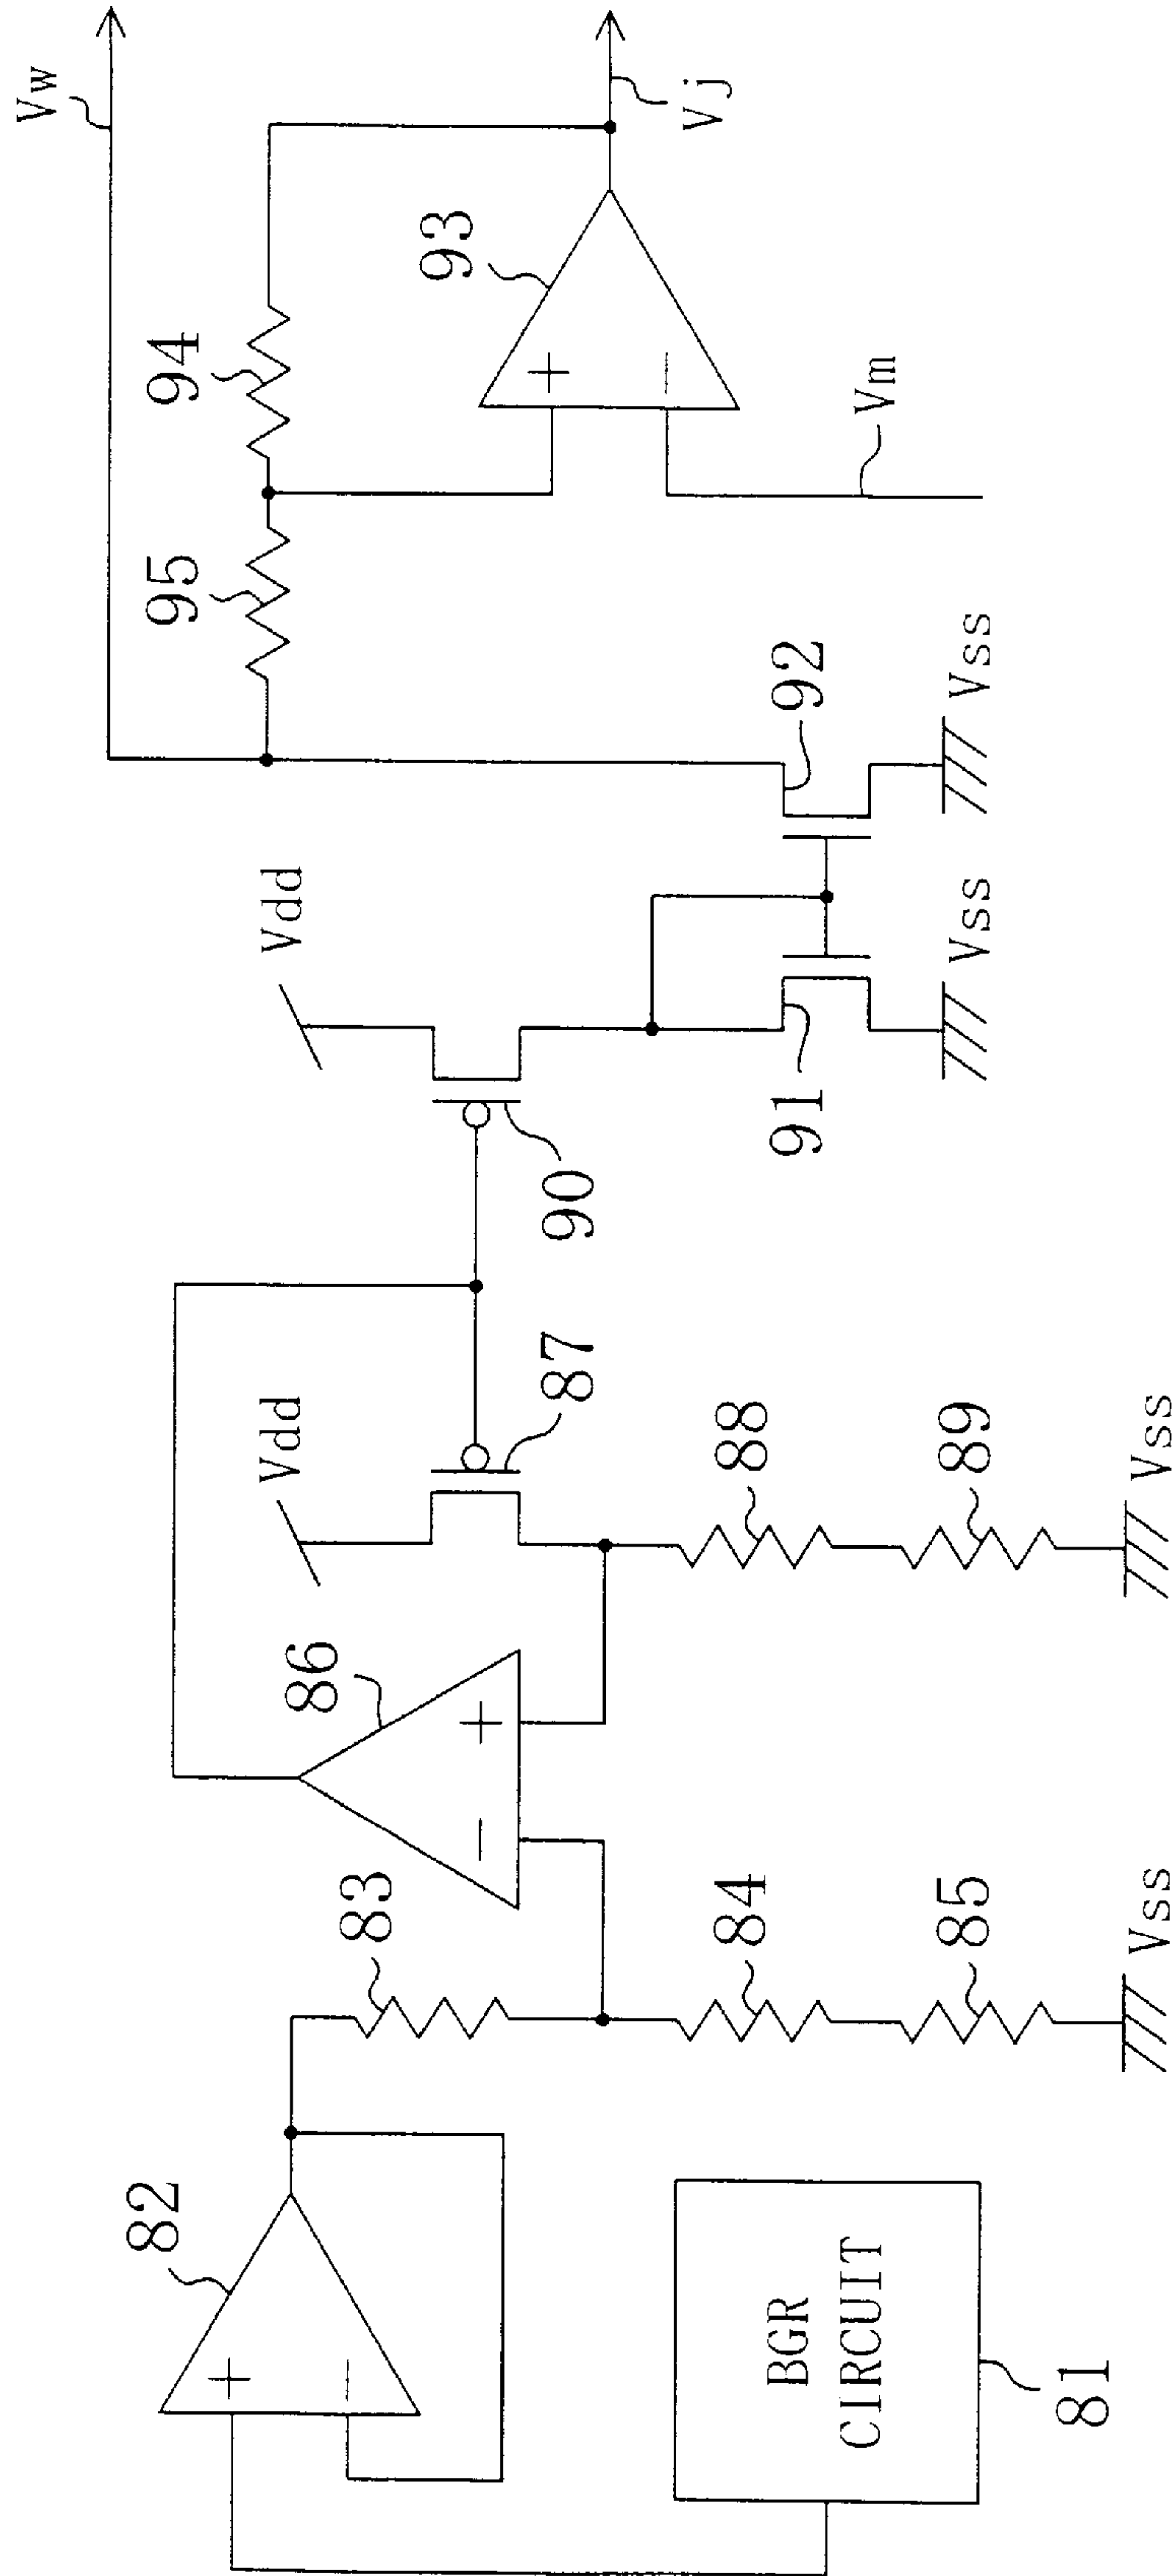 Vw
Vj
93
+
−
94
95
Vm
92
Vss
Vdd
91
Vss
90
Vdd
87
88
89
Vss
86
+
−
83
84
85
Vss
82
+
−
BGR
CIRCUIT
81